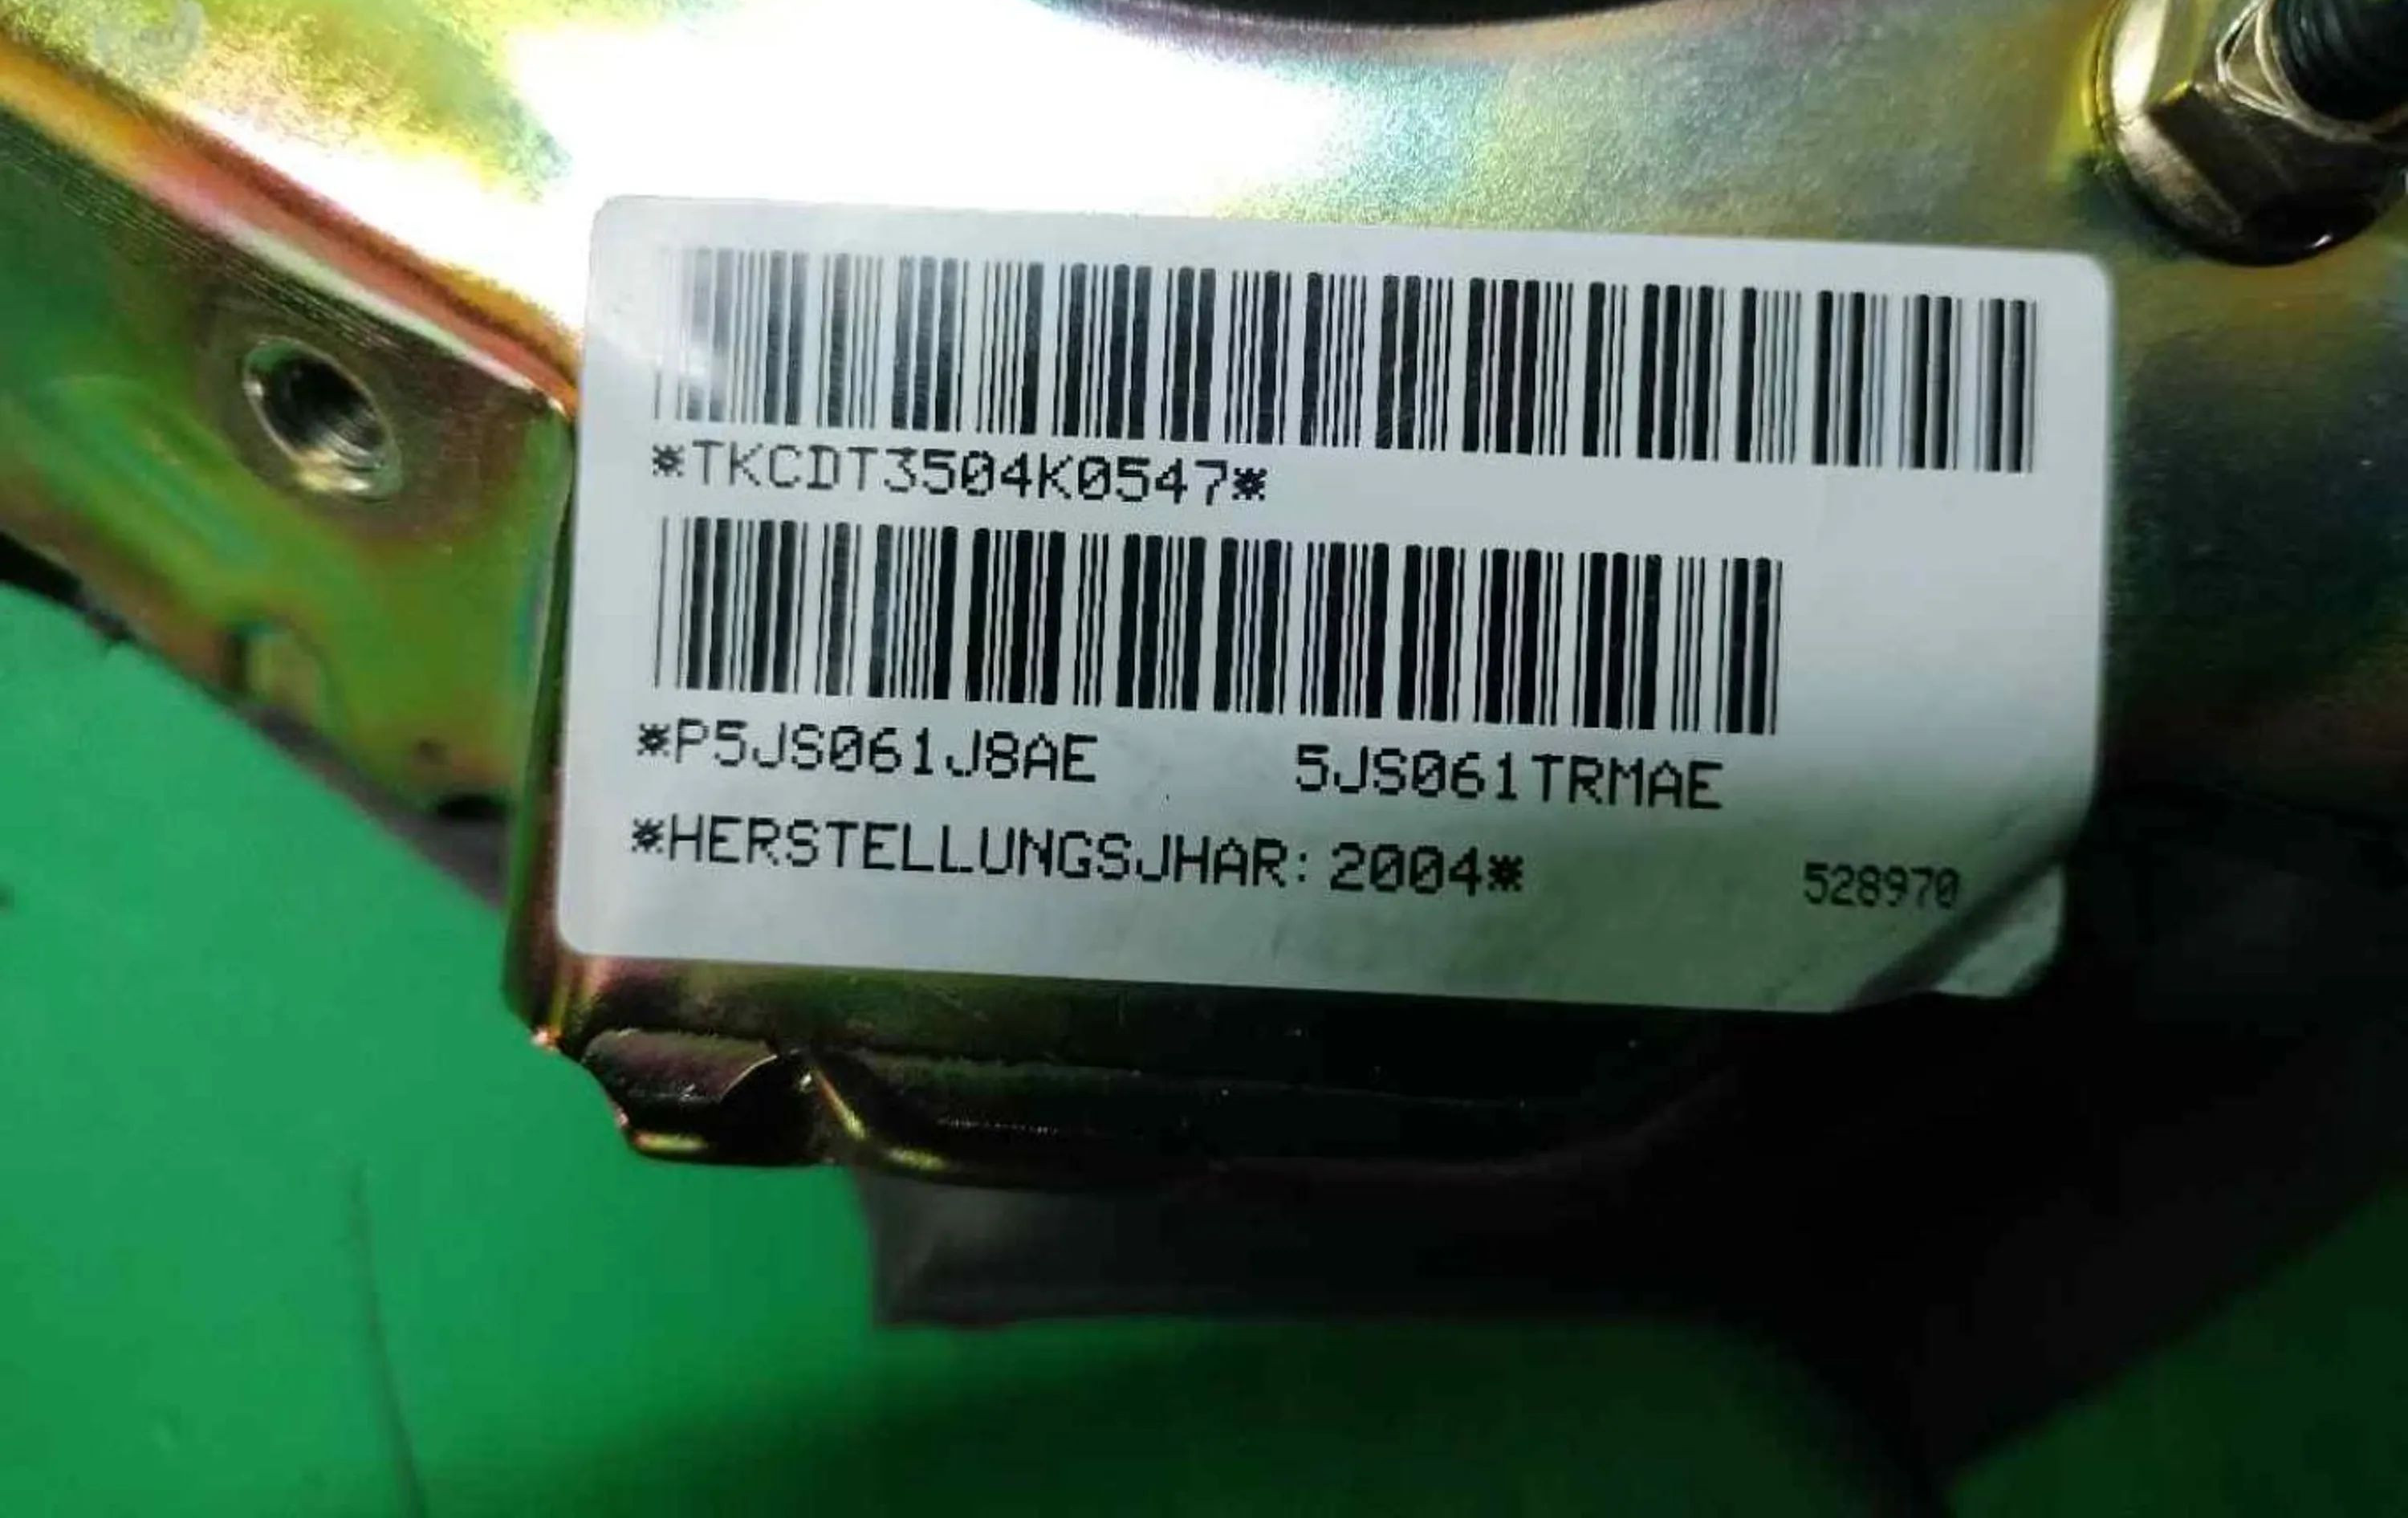 *TKCDT3504K0547*
*P5JS061J8AE 5JS061TRMAE
*HERSTELLUNGSJHAR: 2004* 528970